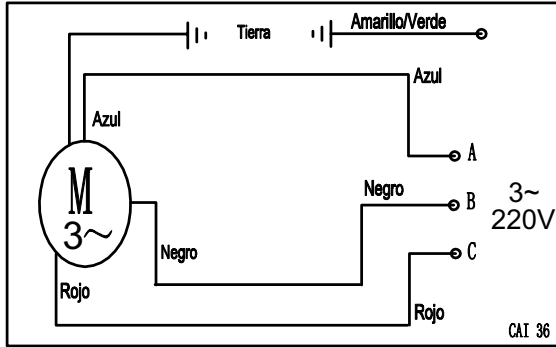 Tierra
Amarillo/Verde
Azul
Azul
A
M
3~
Negro
B
3~
220V
Negro
C
Rojo
Rojo
CAI 36